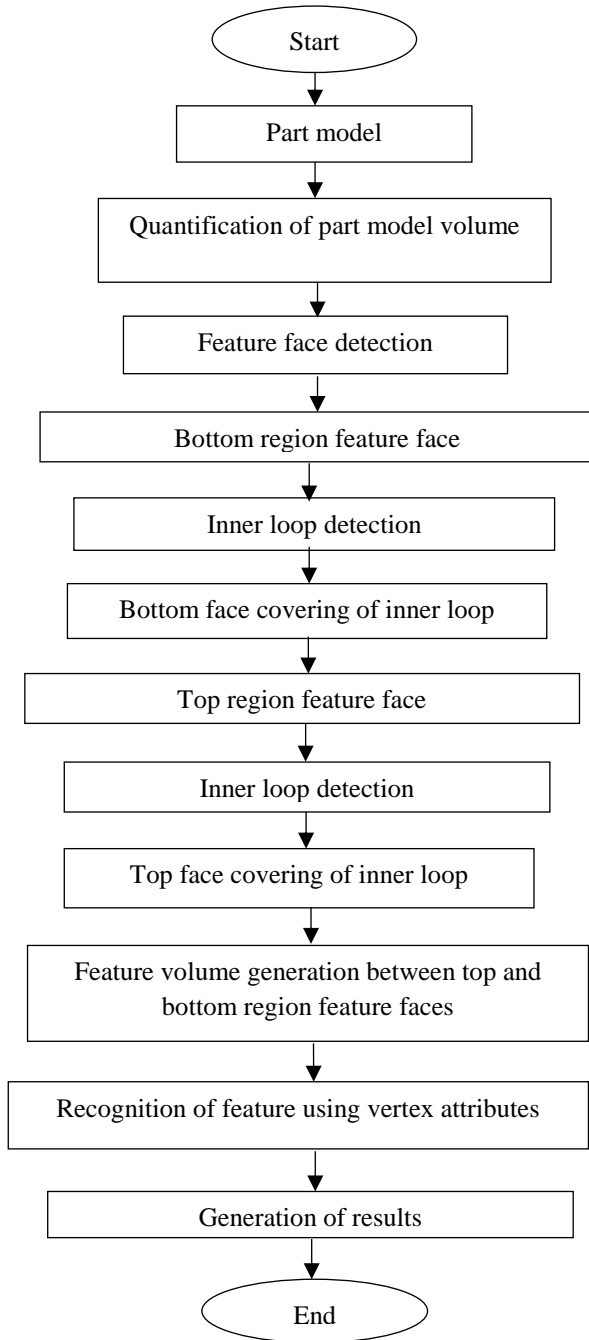 Start
Part model
Quantification of part model volume
Feature face detection
Bottom region feature face
Inner loop detection
Bottom face covering of inner loop
Top region feature face
Inner loop detection
Top face covering of inner loop
Feature volume generation between top and
bottom region feature faces
Recognition of feature using vertex attributes
Generation of results
End